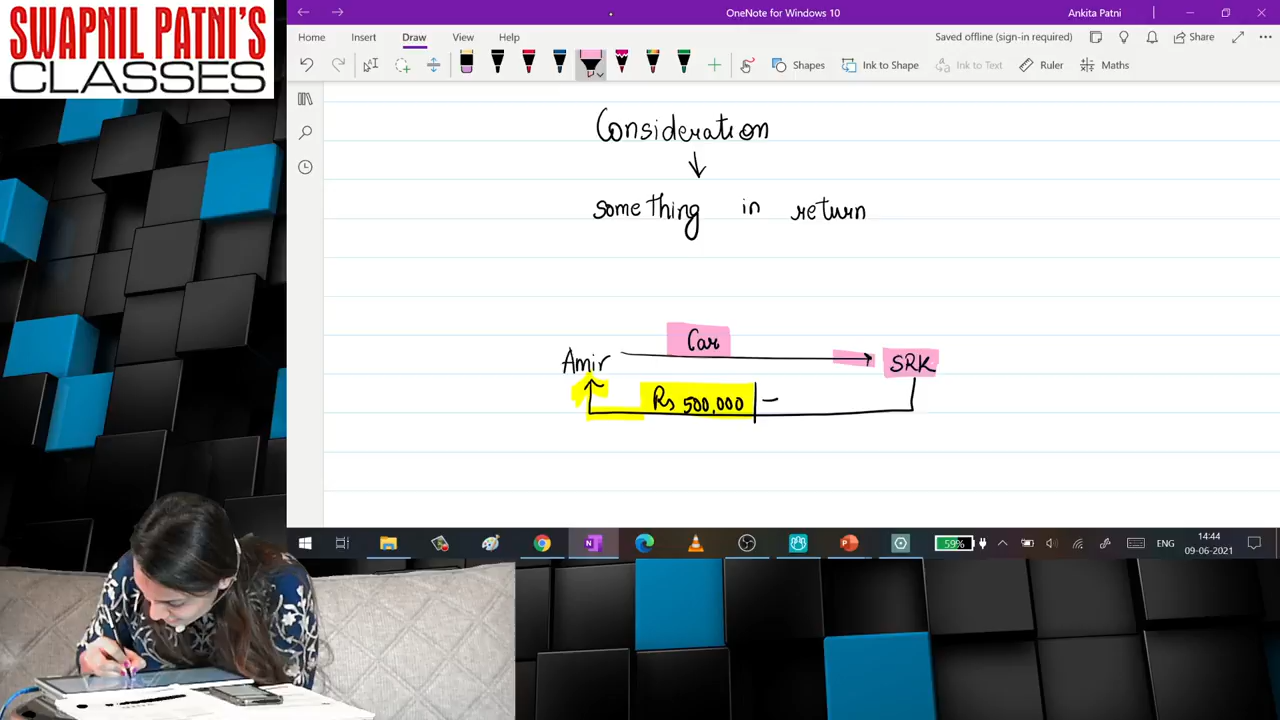 SWAPNIL PATNI'S
CLASSES
OneNote for Windows 10
Ankita Patni
Home Insert Draw View Help
Saved offline (sign-in required) Share
Shapes Ink to Shape Ink to Text Ruler Maths
Consideration
something in return
Car
Amir SRK
Rs 500,000
59% ENG 14:44
09-06-2021